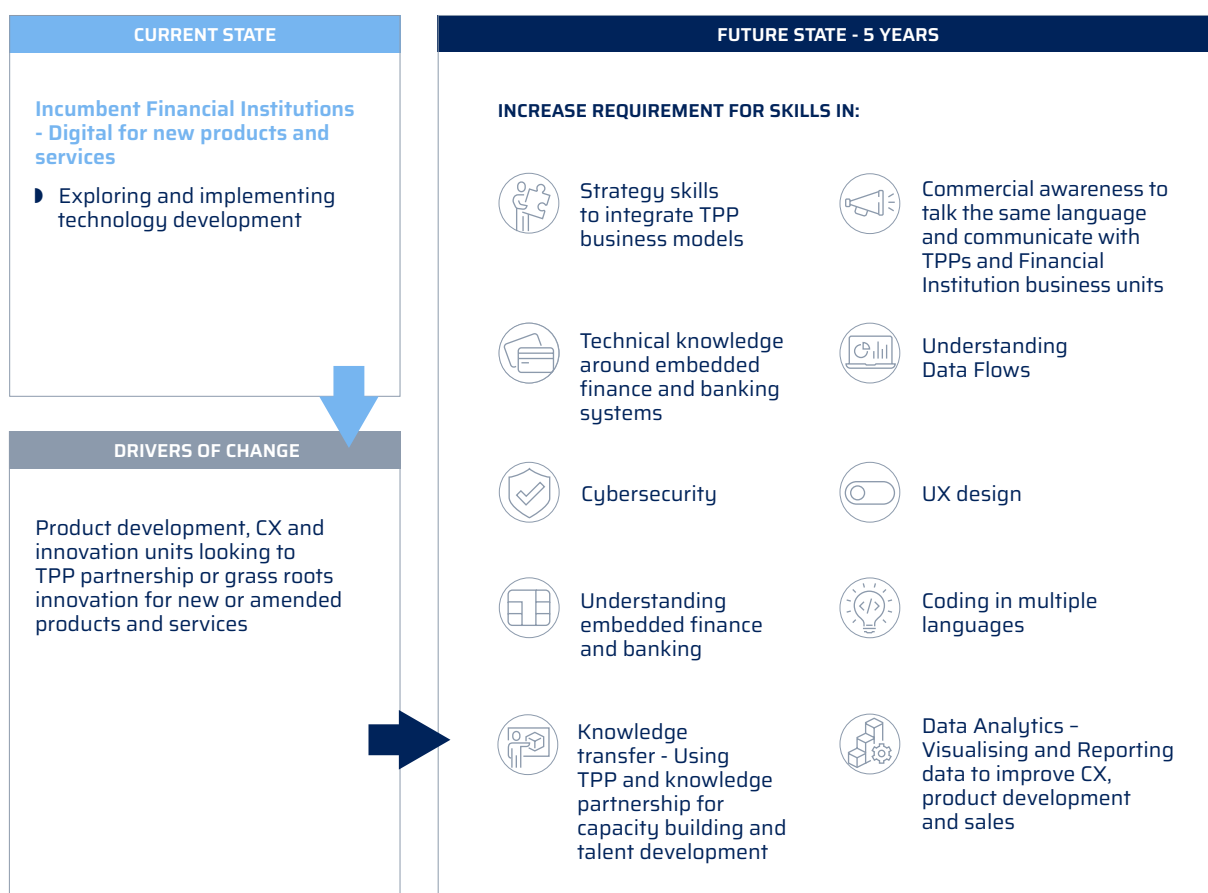 CURRENT STATE
Incumbent Financial Institutions
- Digital for new products and
services
Exploring and implementing
technology development
DRIVERS OF CHANGE
Product development, CX and
innovation units looking to
TPP partnership or grass roots
innovation for new or amended
products and services
FUTURE STATE - 5 YEARS
INCREASE REQUIREMENT FOR SKILLS IN:
Strategy skills
to integrate TPP
business models
Commercial awareness to
talk the same language
and communicate with
TPPs and Financial
Institution business units
Technical knowledge
around embedded
finance and banking
systems
Understanding
Data Flows
Cybersecurity
UX design
Understanding
embedded finance
and banking
Coding in multiple
languages
Knowledge
transfer - Using
TPP and knowledge
partnership for
capacity building and
talent development
Data Analytics –
Visualising and Reporting
data to improve CX,
product development
and sales